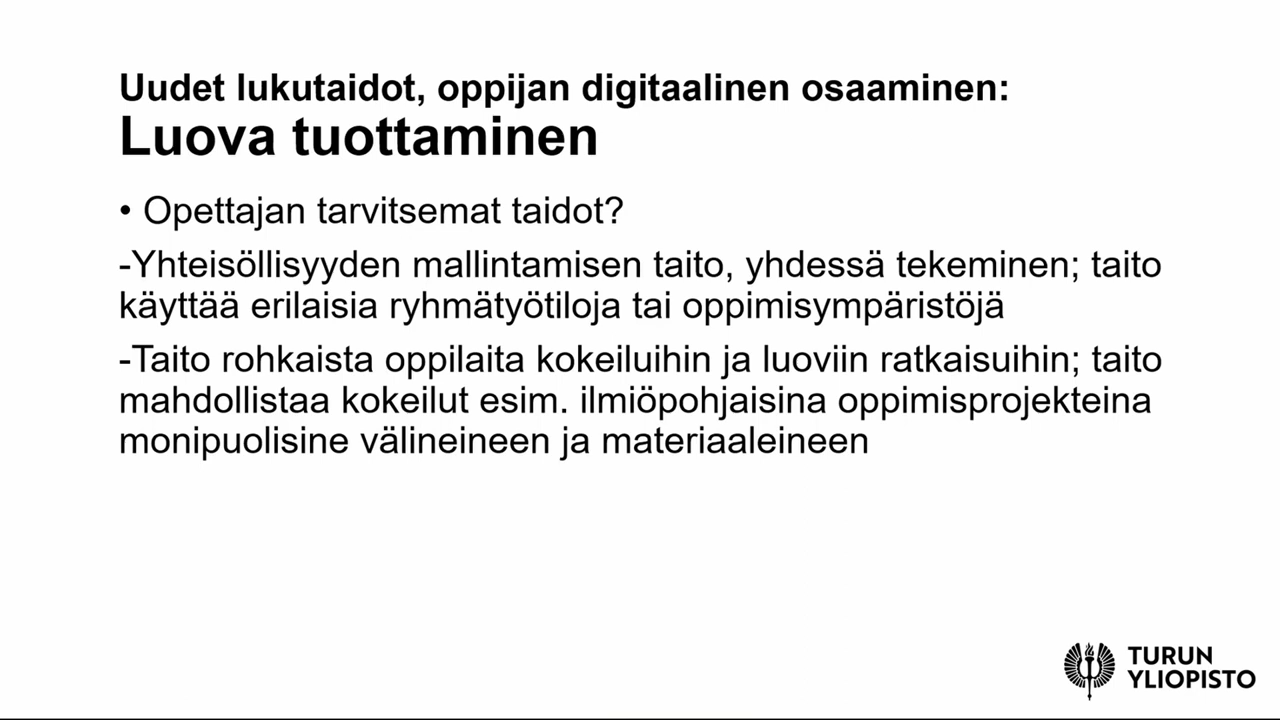 Uudet lukutaidot, oppijan digitaalinen osaaminen:
Luova tuottaminen
• Opettajan tarvitsemat taidot?
-Yhteisöllisyyden mallintamisen taito, yhdessä tekeminen; taito
käyttää erilaisia ryhmätyötiloja tai oppimisympäristöjä
-Taito rohkaista oppilaita kokeiluihin ja luoviin ratkaisuihin; taito
mahdollistaa kokeilut esim. ilmiöpohjaisina oppimisprojekteina
monipuolisine välineineen ja materiaaleineen
TURUN
YLIOPISTO